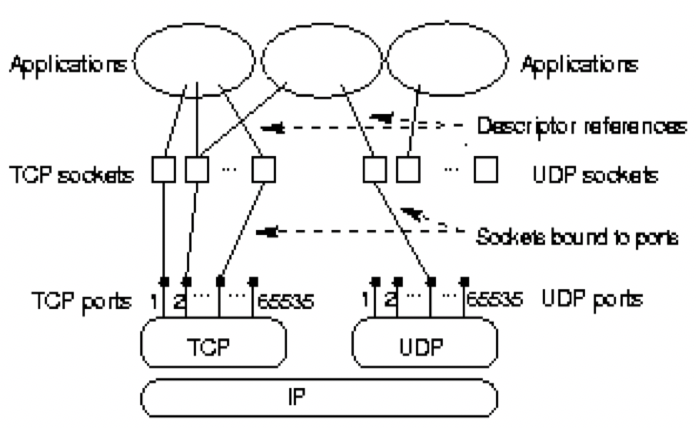 Applications
Applications
Descriptor references
TCP sockets
...
...
UDP sockets
Sockets bound to ports
TCP ports
1 2 ... ... 65535
1 2 ... ... 65535
UDP ports
TCP
UDP
IP